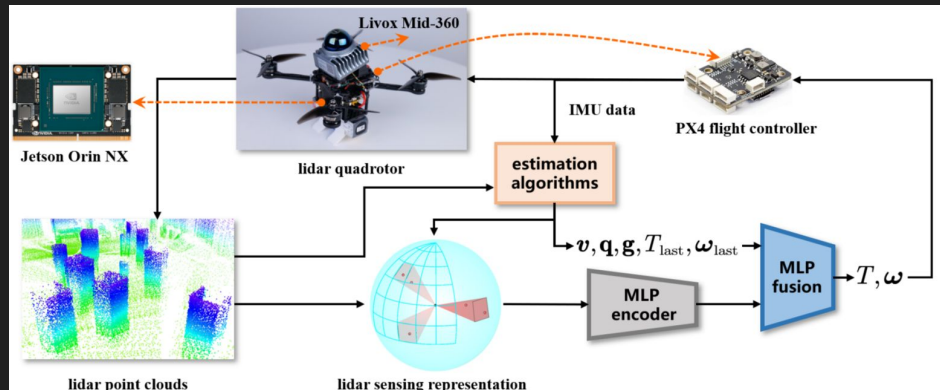 Livox Mid-360
IMU data
PX4 flight controller
Jetson Orin NX
lidar quadrotor
estimation
algorithms
v, q, g, T_last, ω_last
MLP
fusion
T, ω
MLP
encoder
lidar point clouds
lidar sensing representation